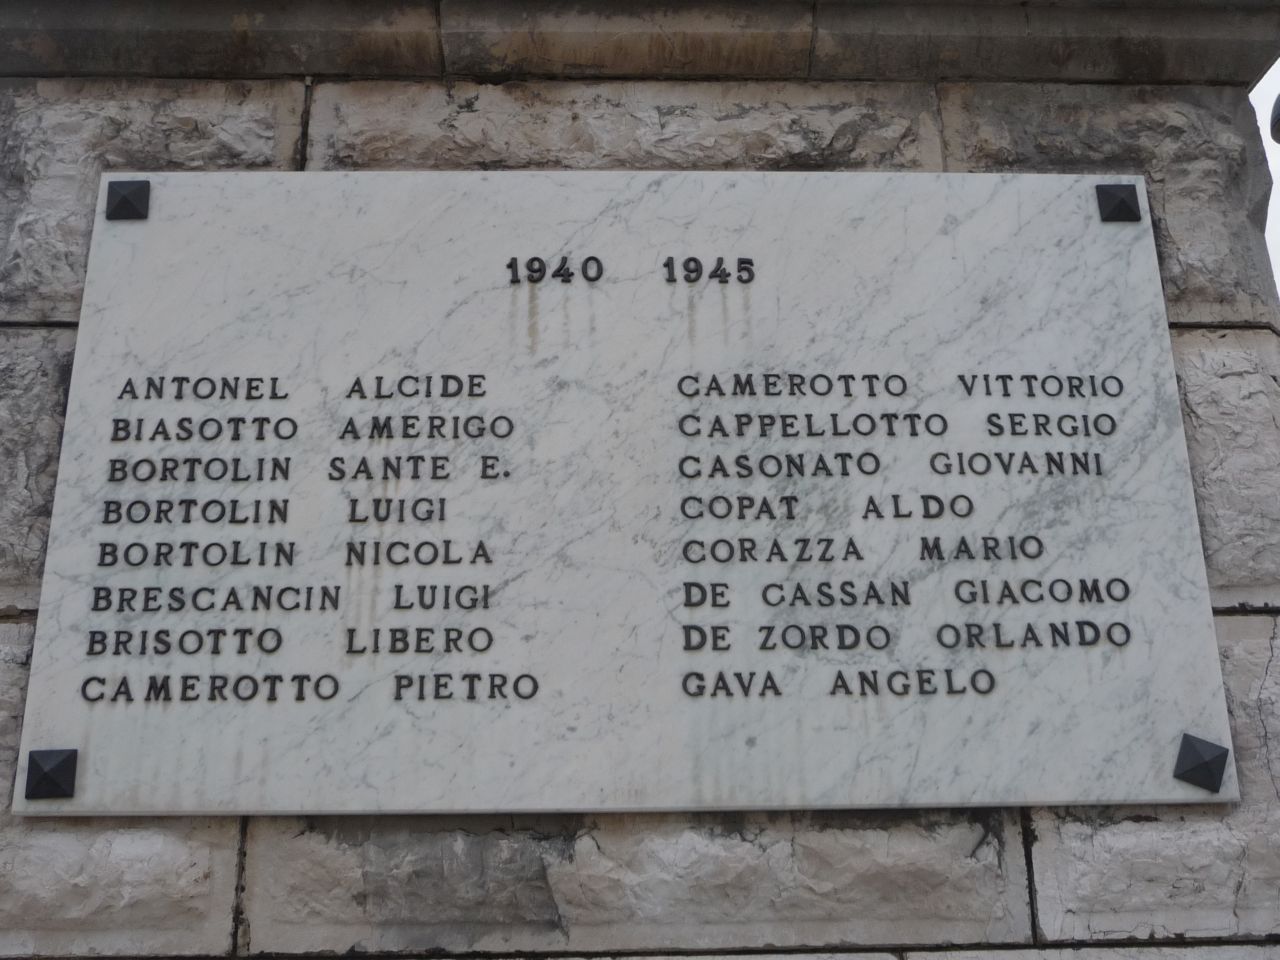 1940 1945
ANTONEL ALCIDE
BIASOTTO AMERIGO
BORTOLIN SANTE E.
BORTOLIN LUIGI
BORTOLIN NICOLA
BRESCANCIN LUIGI
BRISOTTO LIBERO
CAMEROTTO PIETRO
CAMEROTTO VITTORIO
CAPPELLOTTO SERGIO
CASONATO GIOVANNI
COPAT ALDO
CORAZZA MARIO
DE CASSAN GIACOMO
DE ZORDO ORLANDO
GAVA ANGELO